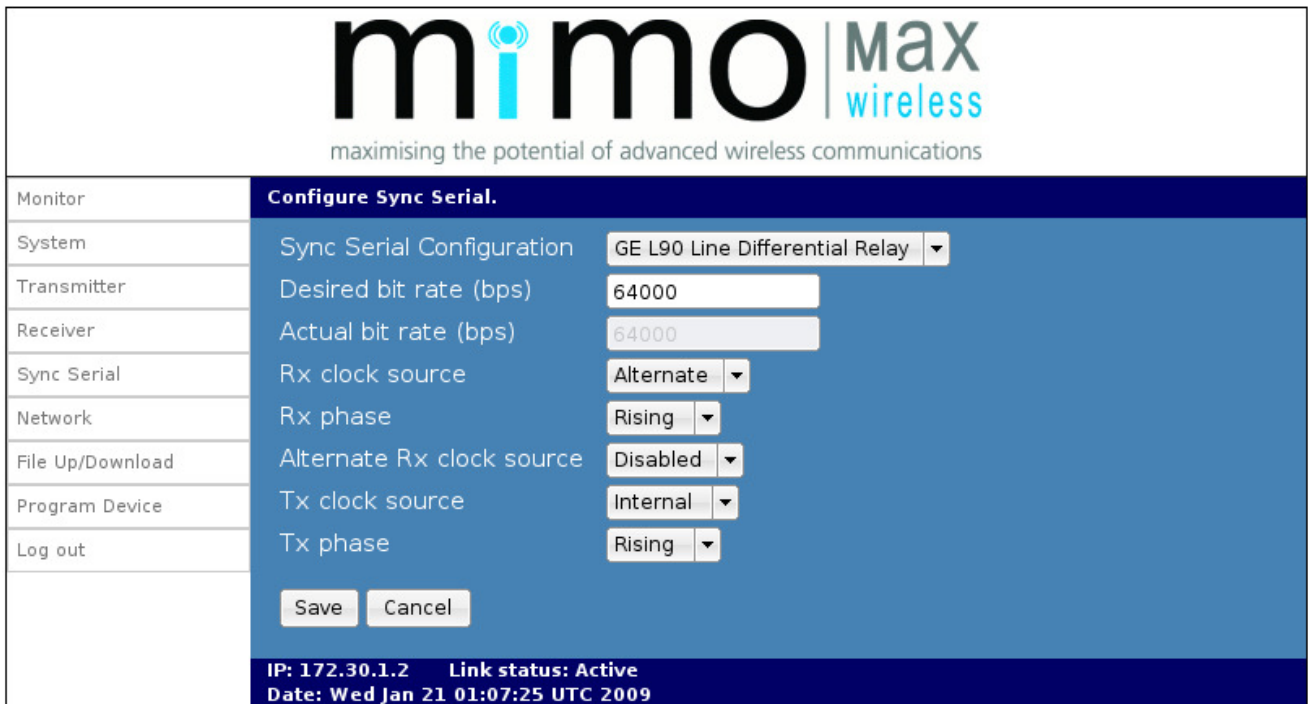 mimo Max wireless
maximising the potential of advanced wireless communications
Monitor
System
Transmitter
Receiver
Sync Serial
Network
File Up/Download
Program Device
Log out
Configure Sync Serial.
Sync Serial Configuration GE L90 Line Differential Relay
Desired bit rate (bps) 64000
Actual bit rate (bps) 64000
Rx clock source Alternate
Rx phase Rising
Alternate Rx clock source Disabled
Tx clock source Internal
Tx phase Rising
Save Cancel
IP: 172.30.1.2 Link status: Active
Date: Wed Jan 21 01:07:25 UTC 2009